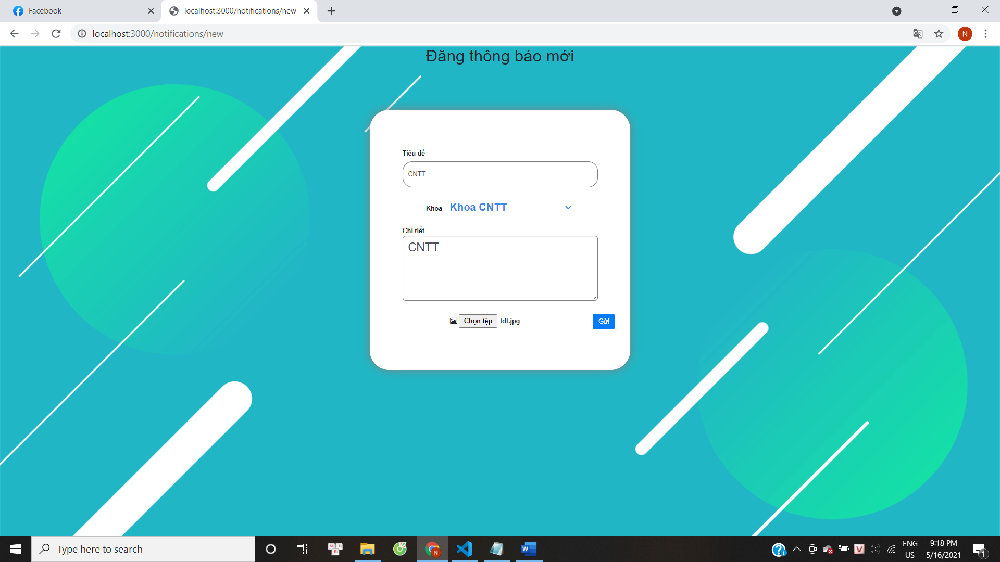 Facebook
localhost:3000/notifications/new
localhost:3000/notifications/new
N
Đăng thông báo mới
Tiêu đề
CNTT
Khoa Khoa CNTT
Chi tiết
CNTT
Chọn tệp tdt.jpg
Gửi
Type here to search
ENG
US
9:18 PM
5/16/2021
1